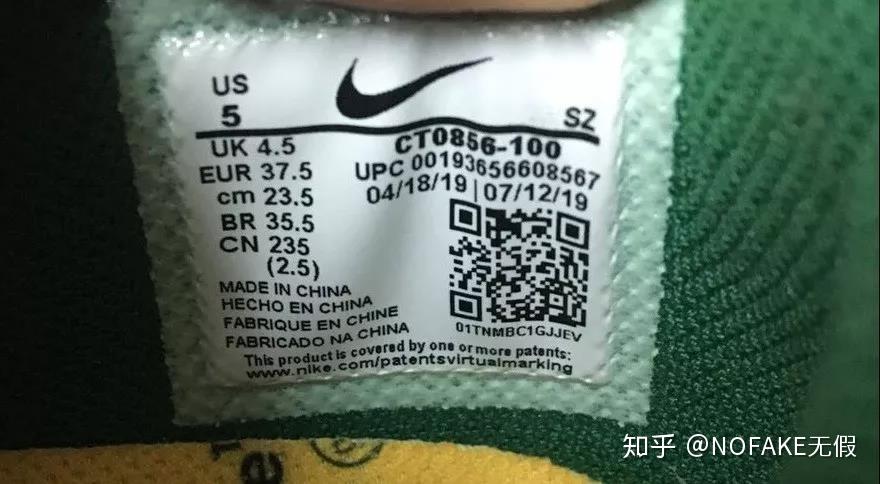 US
5
SZ
UK 4.5
EUR 37.5
cm 23.5
BR 35.5
CN 235
(2.5)
CT0856-100
UPC 00193656608567
04/18/19 | 07/12/19
01TNMBC1GJJEV
MADE IN CHINA
HECHO EN CHINA
FABRIQUE EN CHINE
FABRICADO NA CHINA
This product is covered by one or more patents:
www.nike.com/patentsvirtualmarking
知乎 @NOFAKE无假